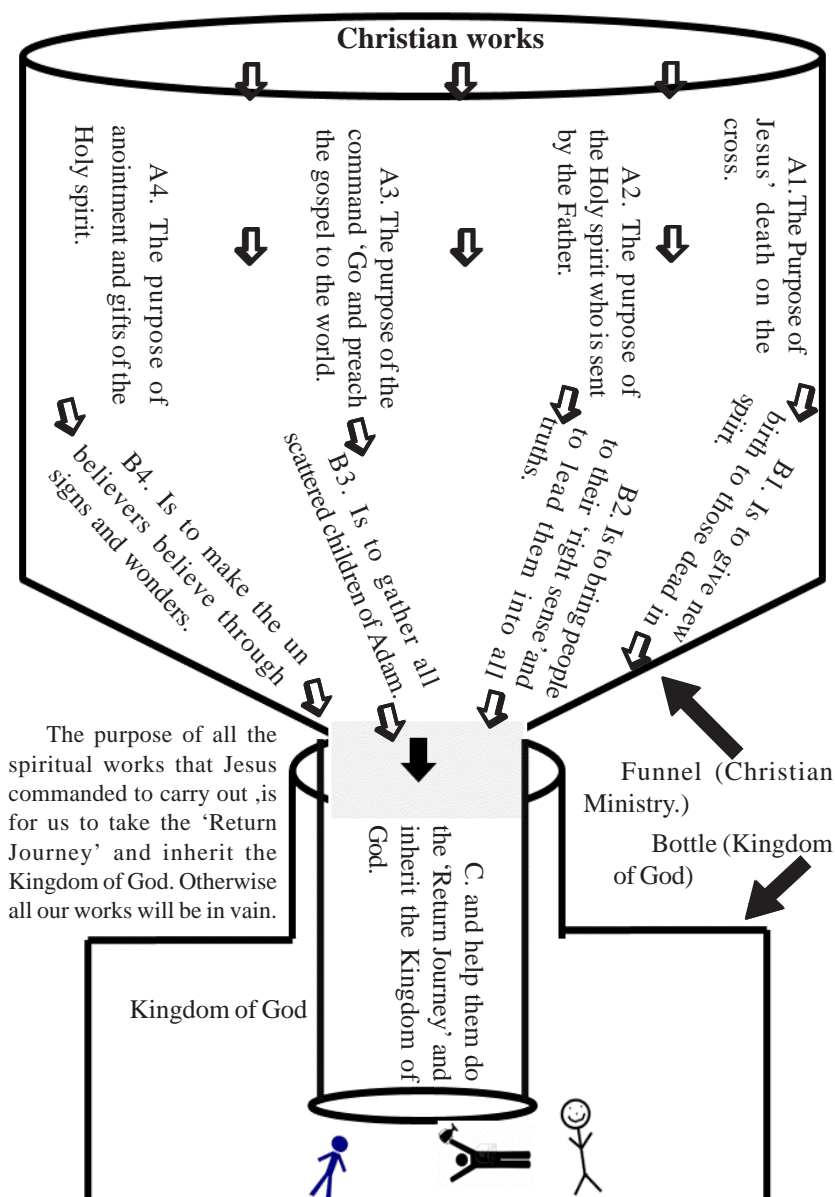 Christian works
A1.The Purpose of
Jesus’ death on the
cross.
A2. The purpose of
the Holy spirit who is sent
by the Father.
A3. The purpose of the
command ‘Go and preach
the gospel to the world.
A4. The purpose of
anointment and gifts of the
Holy spirit.
B1. Is to give new
birth to those dead in
spirit.
B2. Is to bring people
to their ‘right sense’ and
to lead them into all
truths.
B3. Is to gather all
scattered children of Adam.
B4. Is to make the un
believers believe through
signs and wonders.
The purpose of all the
spiritual works that Jesus
commanded to carry out ,is
for us to take the ‘Return
Journey’ and inherit the
Kingdom of God. Otherwise
all our works will be in vain.
Funnel (Christian
Ministry.)
Bottle (Kingdom
of God)
C. and help them do
the ‘Return Journey’ and
inherit the Kingdom of
God.
Kingdom of God